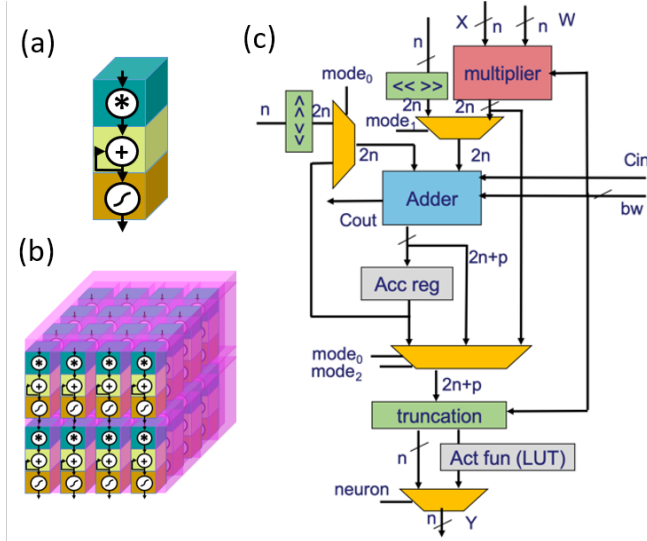 (a)
*
+
(b)
*
*
*
*
+
+
+
+
*
*
*
*
+
+
+
+
(c)
X
n
n
W
n
multiplier
<< >>
2n
2n
mode₀
n
<< >>
2n
mode₁
2n
2n
Cin
Adder
Cout
bw
2n+p
Acc reg
mode₀
mode₂
2n+p
truncation
n
Act fun (LUT)
neuron
n
Y